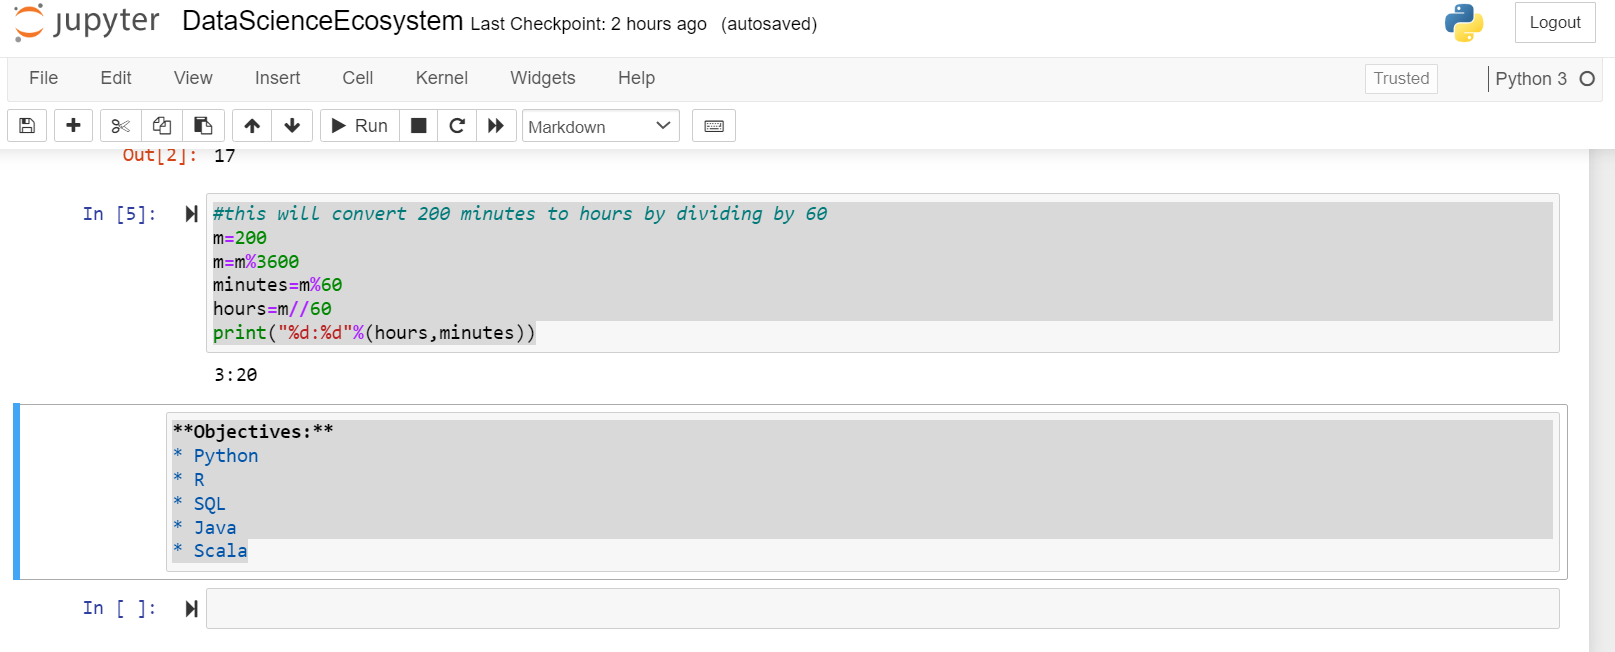 jupyter DataScienceEcosystem Last Checkpoint: 2 hours ago (autosaved) Logout
File Edit View Insert Cell Kernel Widgets Help Trusted Python 3
Run Markdown
Out[2]: 17
In [5]: #this will convert 200 minutes to hours by dividing by 60
m=200
m=m%3600
minutes=m%60
hours=m//60
print("%d:%d"%(hours,minutes))
3:20
**Objectives:**
* Python
* R
* SQL
* Java
* Scala
In [ ]: